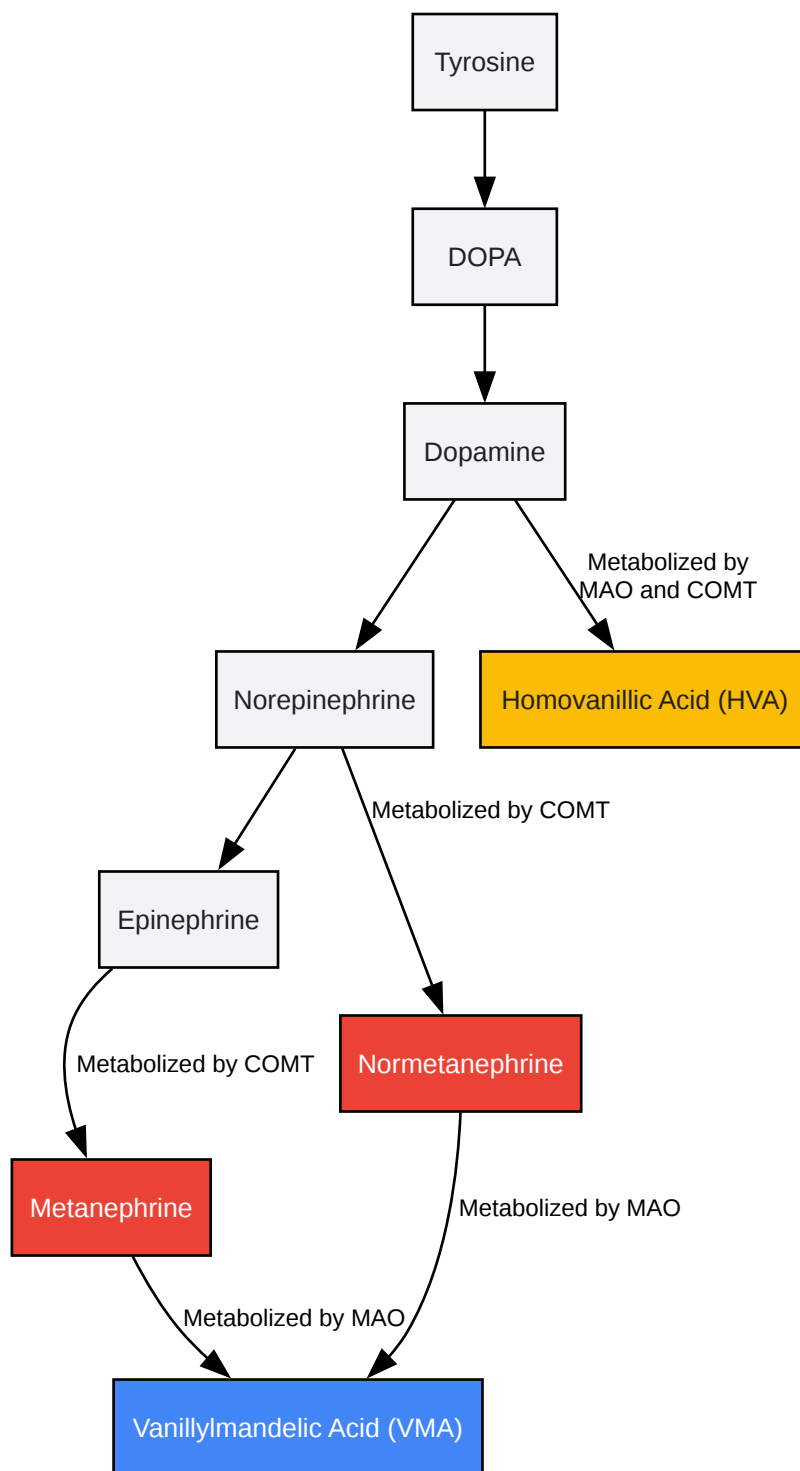 Tyrosine
DOPA
Dopamine
Metabolized by
MAO and COMT
Norepinephrine
Homovanillic Acid (HVA)
Metabolized by COMT
Epinephrine
Metabolized by COMT
Normetanephrine
Metanephrine
Metabolized by MAO
Metabolized by MAO
Vanillylmandelic Acid (VMA)